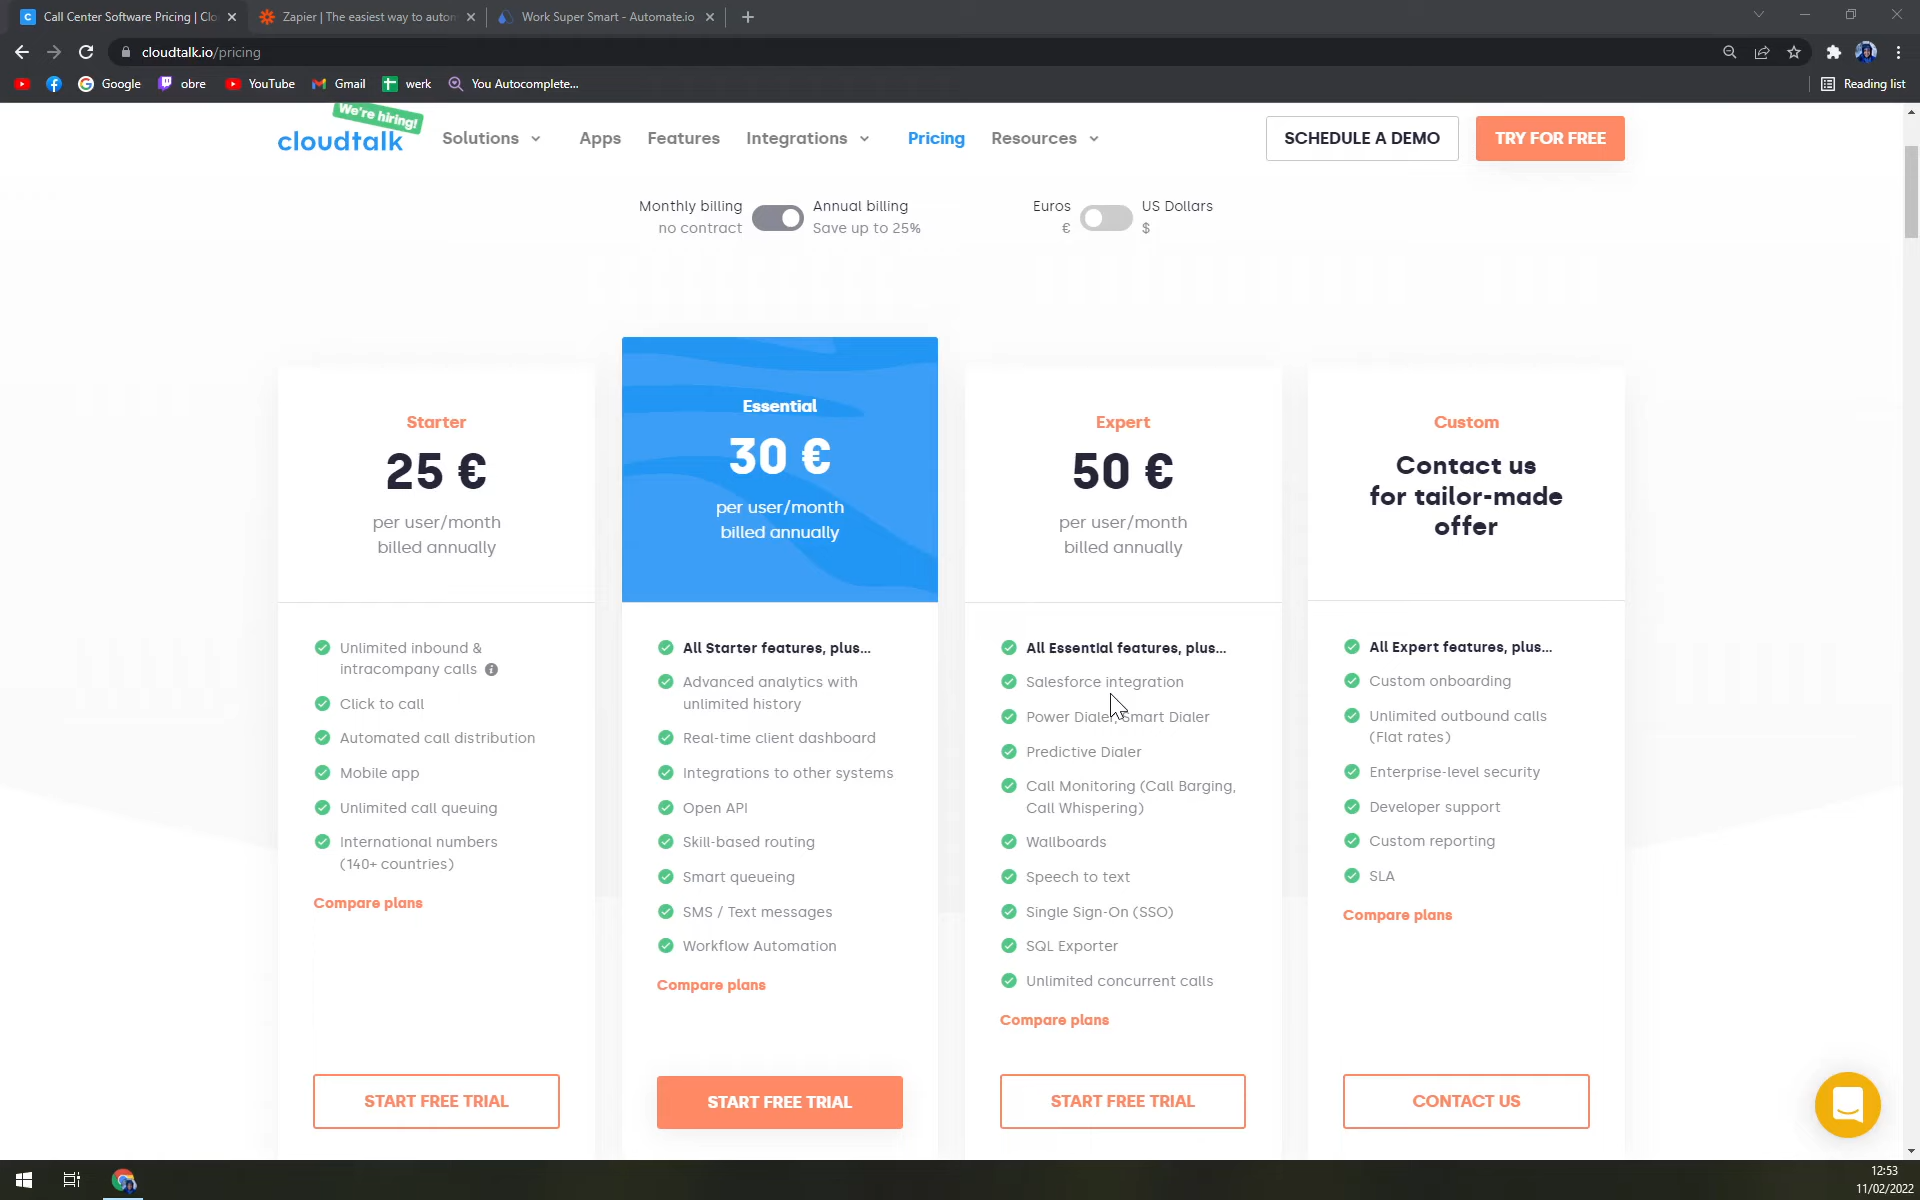 Call Center Software Pricing | Clo
Zapier | The easiest way to autom
Work Super Smart - Automate.io
cloudtalk.io/pricing
Google
obre
YouTube
Gmail
werk
You Autocomplete...
Reading list
We're hiring!
cloudtalk
Solutions
Apps
Features
Integrations
Pricing
Resources
SCHEDULE A DEMO
TRY FOR FREE
Monthly billing
no contract
Annual billing
Save up to 25%
Euros
€
US Dollars
$
Starter
25 €
per user/month
billed annually
Unlimited inbound &
intracompany calls
Click to call
Automated call distribution
Mobile app
Unlimited call queuing
International numbers
(140+ countries)
Compare plans
START FREE TRIAL
Essential
30 €
per user/month
billed annually
All Starter features, plus...
Advanced analytics with
unlimited history
Real-time client dashboard
Integrations to other systems
Open API
Skill-based routing
Smart queueing
SMS / Text messages
Workflow Automation
Compare plans
START FREE TRIAL
Expert
50 €
per user/month
billed annually
All Essential features, plus...
Salesforce integration
Power Dialer, Smart Dialer
Predictive Dialer
Call Monitoring (Call Barging,
Call Whispering)
Wallboards
Speech to text
Single Sign-On (SSO)
SQL Exporter
Unlimited concurrent calls
Compare plans
START FREE TRIAL
Custom
Contact us
for tailor-made
offer
All Expert features, plus...
Custom onboarding
Unlimited outbound calls
(Flat rates)
Enterprise-level security
Developer support
Custom reporting
SLA
Compare plans
CONTACT US
12:53
11/02/2022